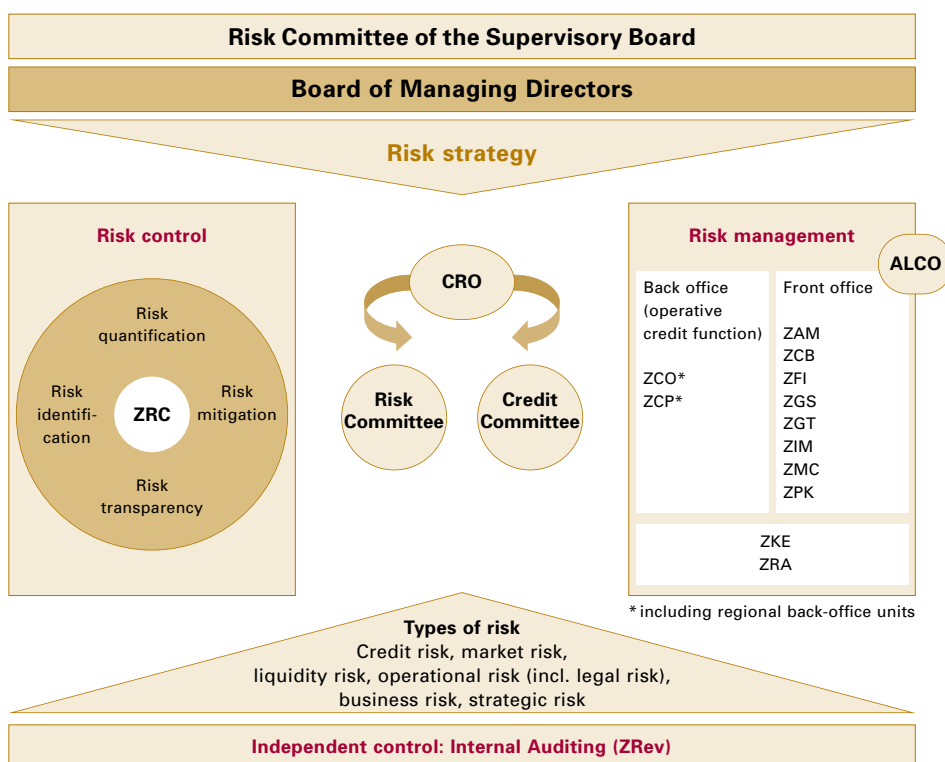 Risk Committee of the Supervisory Board
Board of Managing Directors
Risk strategy
Risk control
Risk
quantification
Risk
identifi-
cation
ZRC
Risk
mitigation
Risk
transparency
CRO
Risk
Committee
Credit
Committee
Risk management
ALCO
Back office
(operative
credit function)
ZCO*
ZCP*
Front office
ZAM
ZCB
ZFI
ZGS
ZGT
ZIM
ZMC
ZPK
ZKE
ZRA
* including regional back-office units
Types of risk
Credit risk, market risk,
liquidity risk, operational risk (incl. legal risk),
business risk, strategic risk
Independent control: Internal Auditing (ZRev)